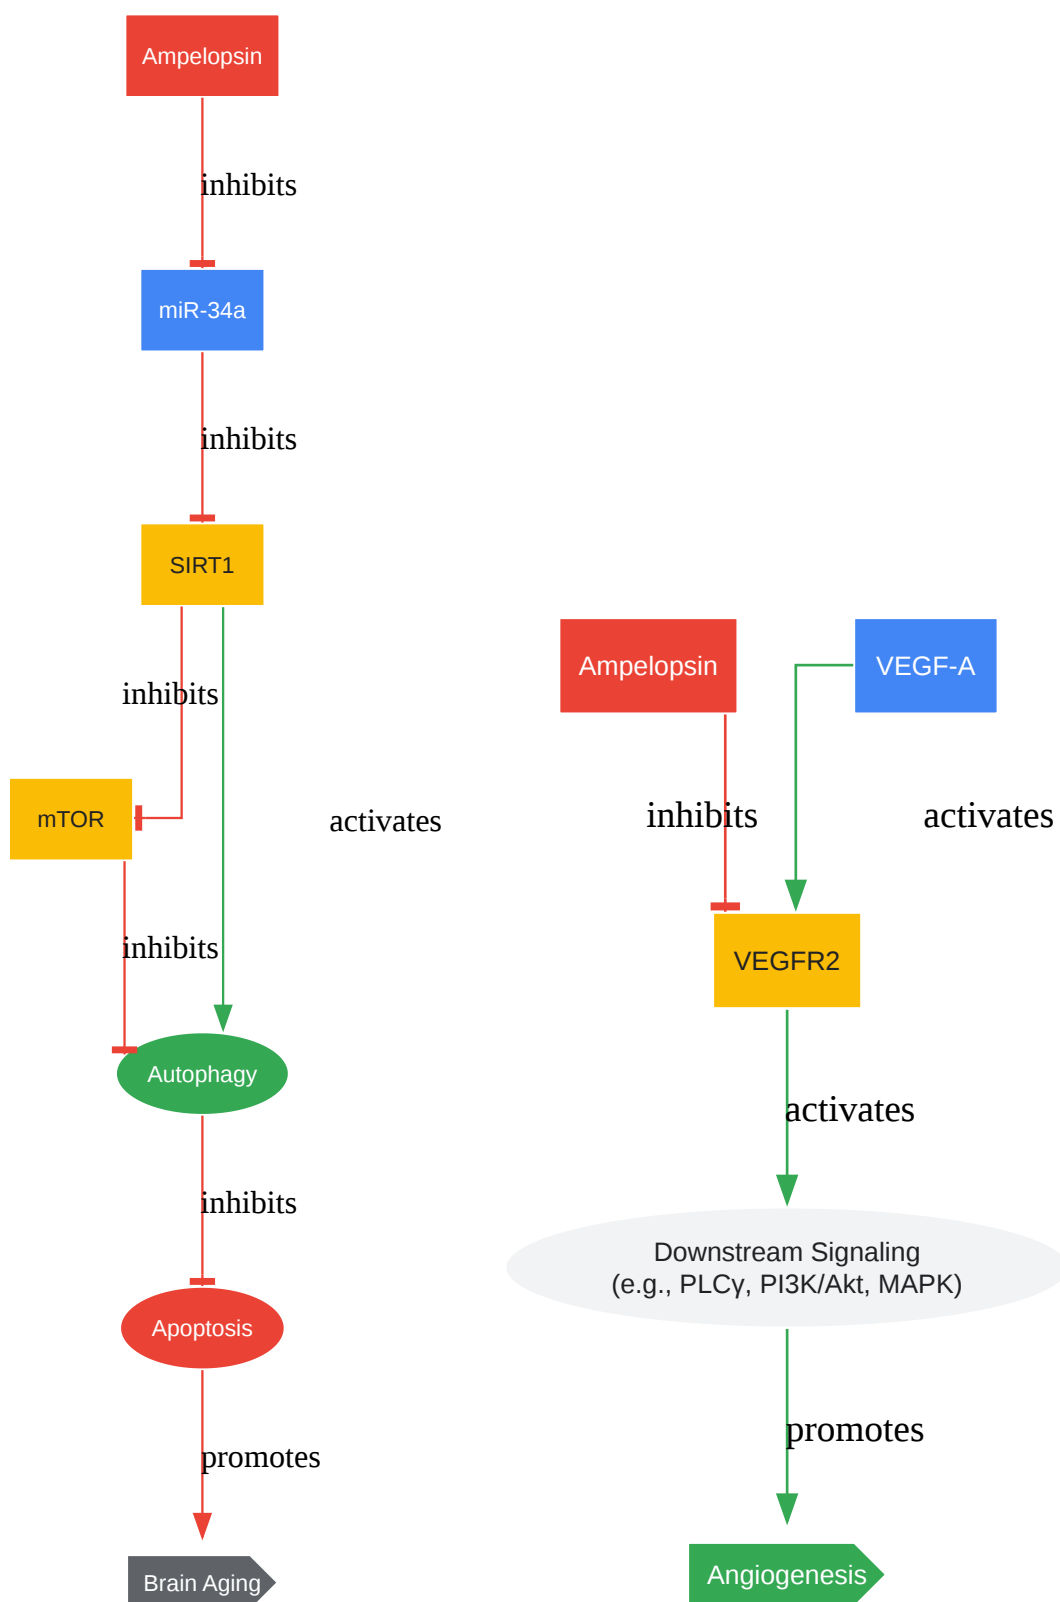 Ampelopsin
inhibits
miR-34a
inhibits
SIRT1
inhibits
mTOR
activates
inhibits
Autophagy
inhibits
Apoptosis
promotes
Brain Aging
Ampelopsin
VEGF-A
inhibits
activates
VEGFR2
activates
Downstream Signaling
(e.g., PLCγ, PI3K/Akt, MAPK)
promotes
Angiogenesis